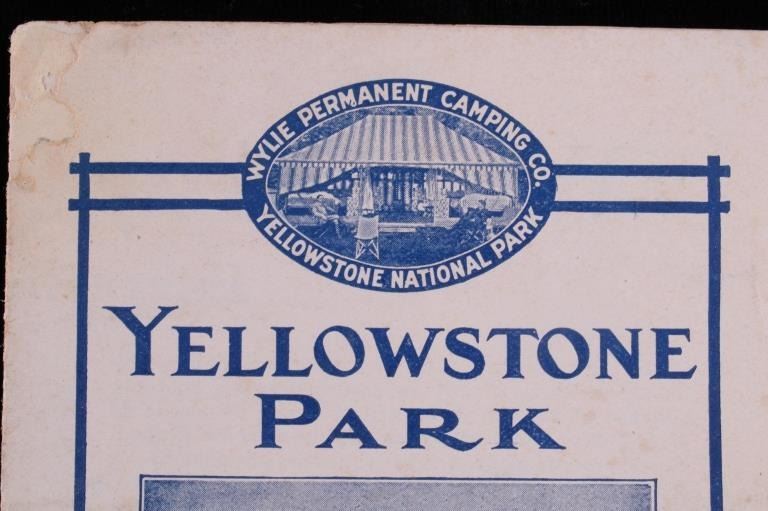 WYLIE PERMANENT CAMPING CO.
YELLOWSTONE NATIONAL PARK
YELLOWSTONE
PARK